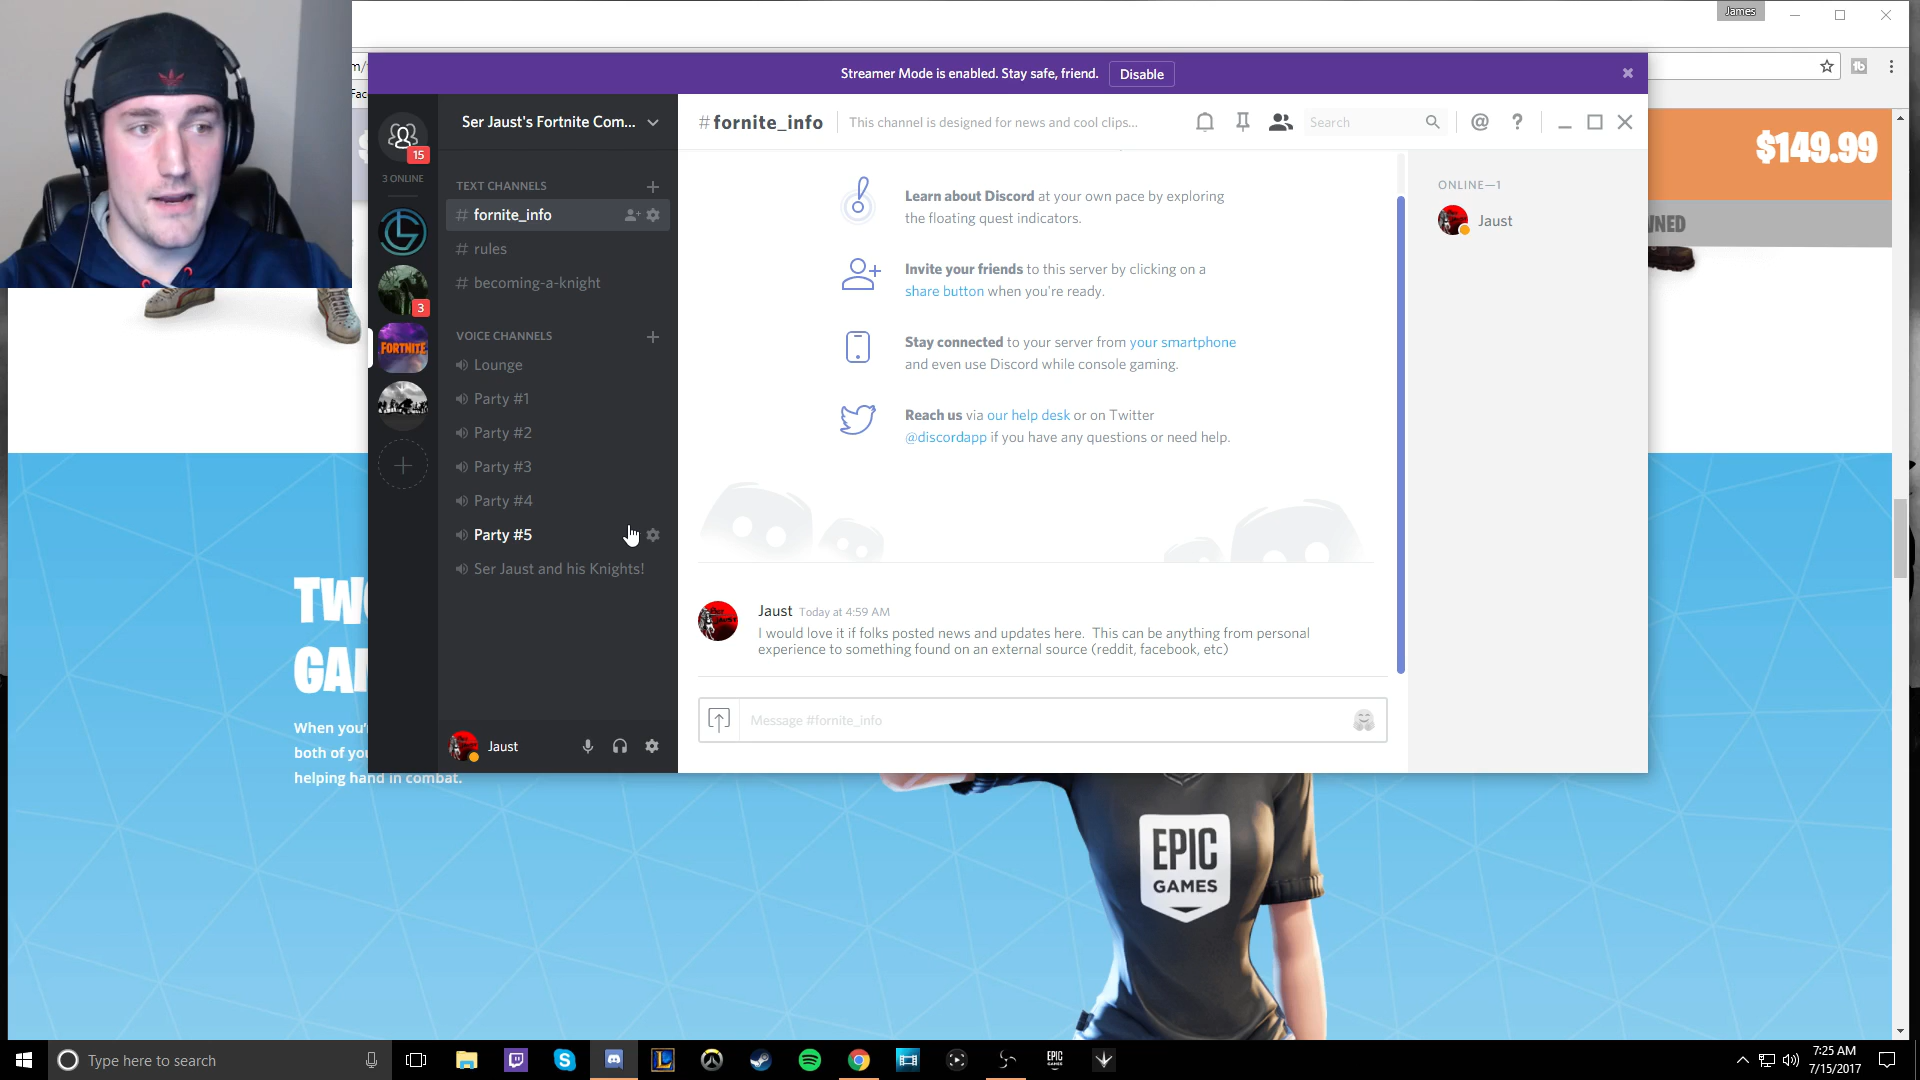 James
m/
Fac
Streamer Mode is enabled. Stay safe, friend.
Disable
15
3 ONLINE
3
FORTNITE
Ser Jaust's Fortnite Com...
TEXT CHANNELS
# fornite_info
# rules
# becoming-a-knight
VOICE CHANNELS
Lounge
Party #1
Party #2
Party #3
Party #4
Party #5
Ser Jaust and his Knights!
Jaust
# fornite_info
This channel is designed for news and cool clips...
Search
@
?
Learn about Discord at your own pace by exploring
the floating quest indicators.
Invite your friends to this server by clicking on a
share button when you're ready.
Stay connected to your server from your smartphone
and even use Discord while console gaming.
Reach us via our help desk or on Twitter
@discordapp if you have any questions or need help.
Jaust Today at 4:59 AM
I would love it if folks posted news and updates here. This can be anything from personal
experience to something found on an external source (reddit, facebook, etc)
Message #fornite_info
ONLINE—1
Jaust
$149.99
NED
TW
GA
When you'
both of yo
helping hand in combat.
EPIC
GAMES
Type here to search
EPIC
GAMES
7:25 AM
7/15/2017